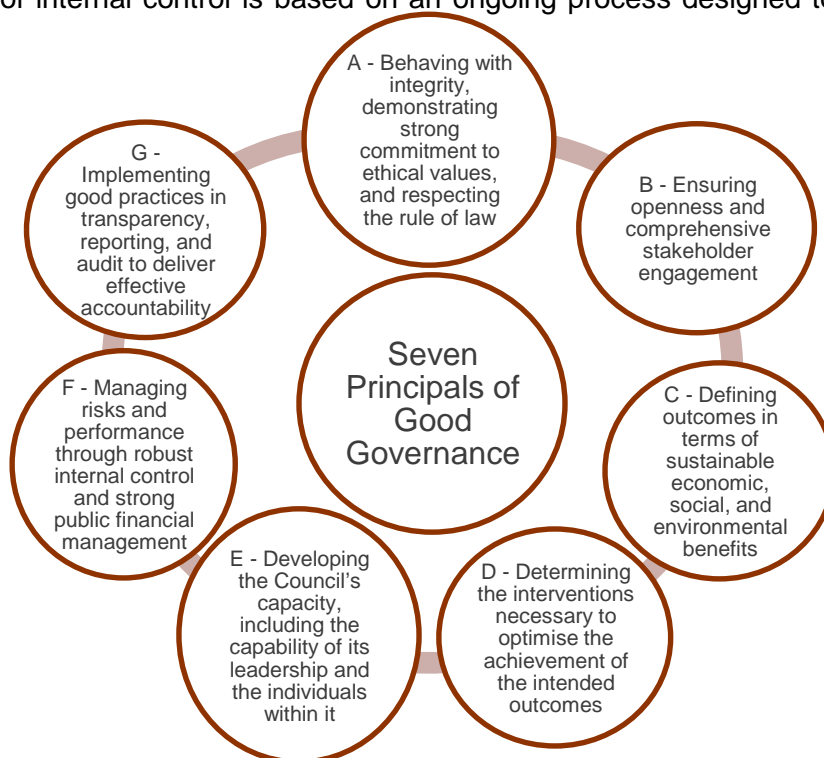 or internal control is based on an ongoing process designed to
A - Behaving with
integrity,
demonstrating
strong
commitment to
ethical values,
and respecting
the rule of law
B - Ensuring
openness and
comprehensive
stakeholder
engagement
C - Defining
outcomes in
terms of
sustainable
economic,
social, and
environmental
benefits
D - Determining
the interventions
necessary to
optimise the
achievement of
the intended
outcomes
E - Developing
the Council's
capacity,
including the
capability of its
leadership and
the individuals
within it
F - Managing
risks and
performance
through robust
internal control
and strong
public financial
management
G -
Implementing
good practices in
transparency,
reporting, and
audit to deliver
effective
accountability
Seven
Principals of
Good
Governance